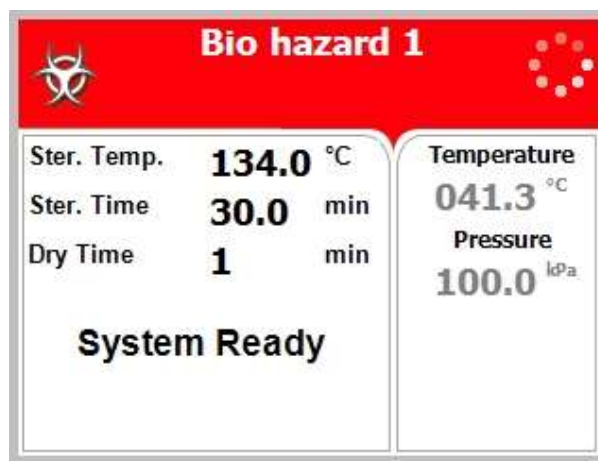 Bio hazard 1
Ster. Temp. 134.0 °C
Ster. Time 30.0 min
Dry Time 1 min
System Ready
Temperature
041.3 °C
Pressure
100.0 kPa